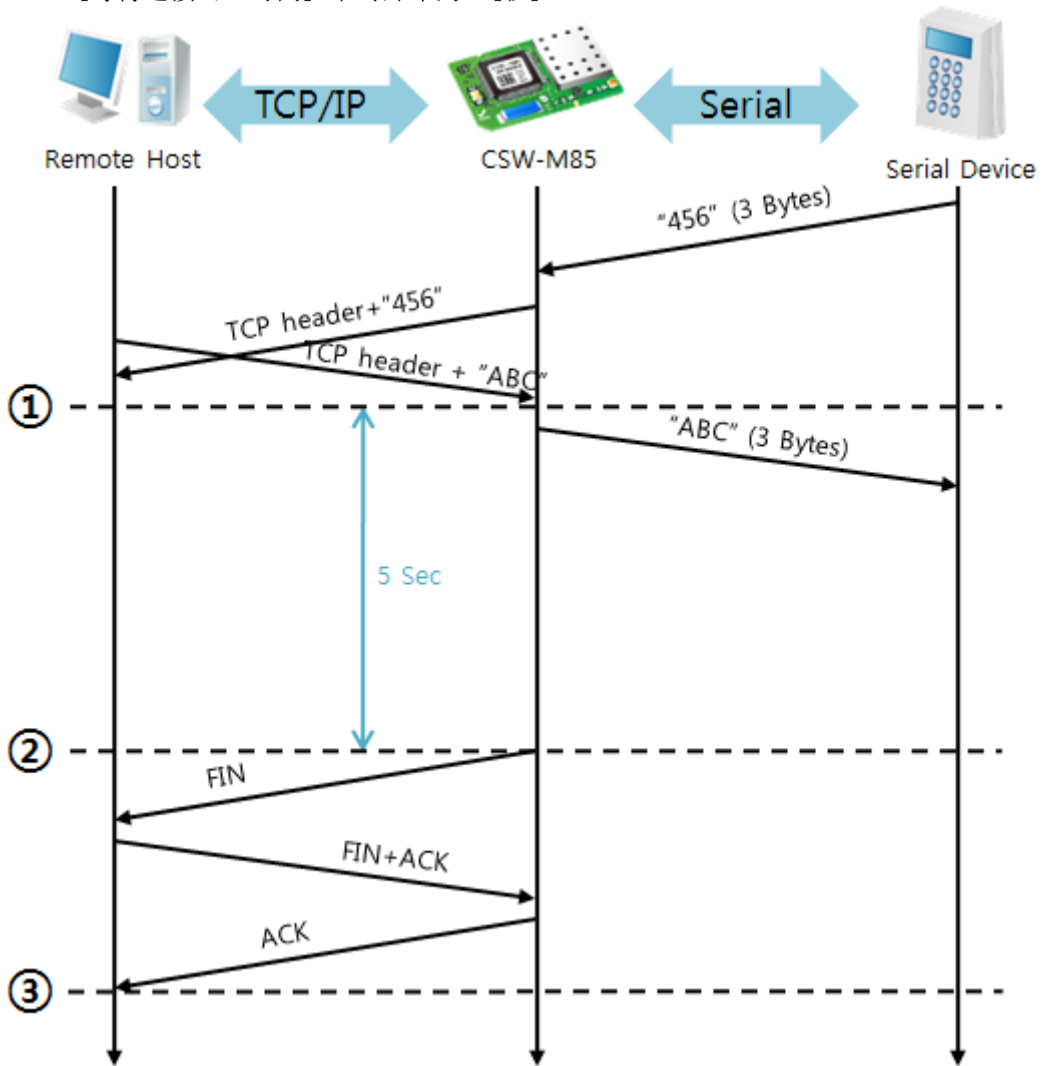 TCP/IP
Serial
Remote Host
CSW-M85
Serial Device
"456" (3 Bytes)
TCP header+"456"
TCP header + "ABC"
①
"ABC" (3 Bytes)
5 Sec
②
FIN
FIN+ACK
ACK
③